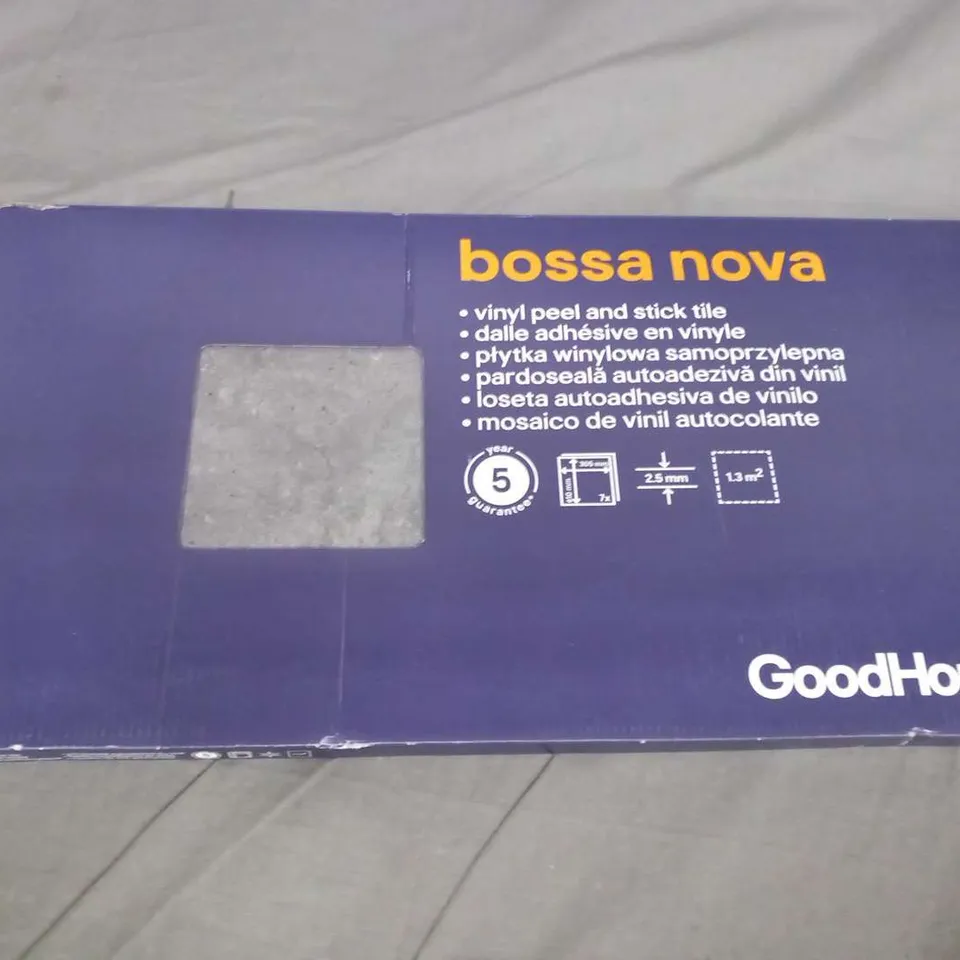 bossa nova
• vinyl peel and stick tile
• dalle adhésive en vinyle
• płytka winylowa samoprzylepna
• pardoseală autoadezivă din vinil
• loseta autoadhesiva de vinilo
• mosaico de vinil autocolante
year
5
guarantee
305 mm
610 mm
7x
2.5 mm
1.3 m²
GoodHo